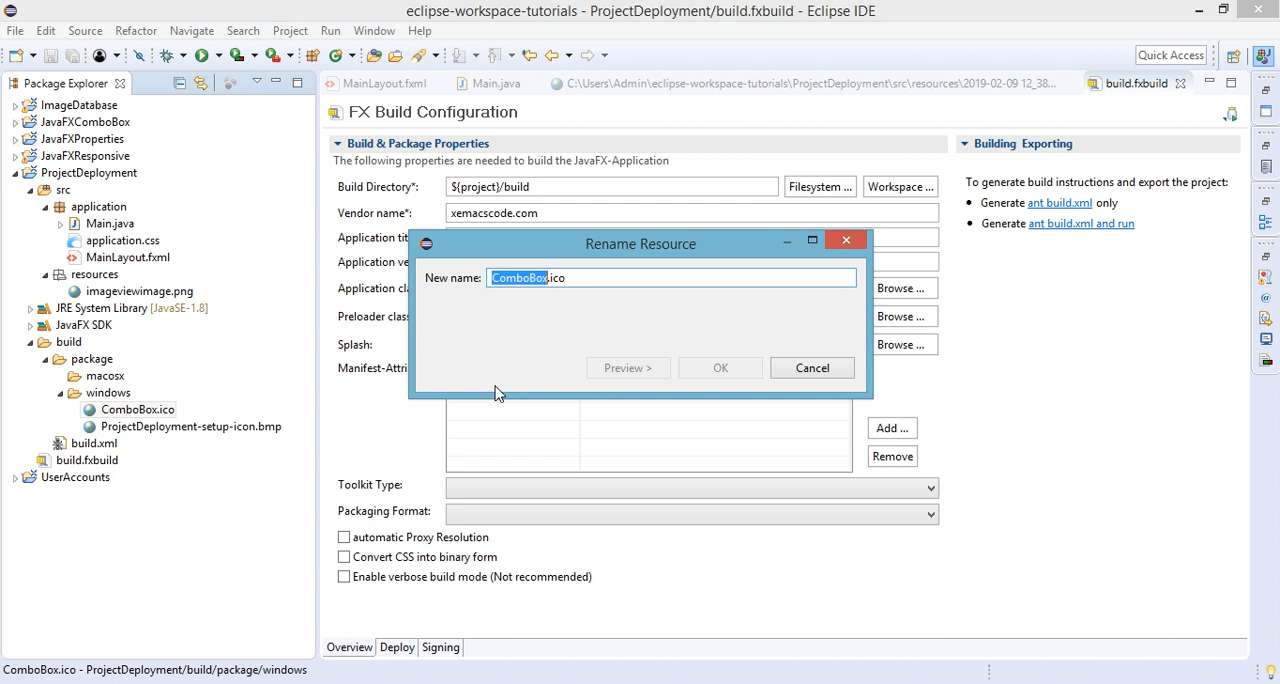 eclipse-workspace-tutorials - ProjectDeployment/build.fxbuild - Eclipse IDE
File Edit Source Refactor Navigate Search Project Run Window Help
Quick Access
Package Explorer
MainLayout.fxml Main.java C:\Users\Admin\eclipse-workspace-tutorials\ProjectDeployment\src\resources\2019-02-09 12_38... build.fxbuild
ImageDatabase
JavaFXComboBox
JavaFXProperties
JavaFXResponsive
ProjectDeployment
src
application
Main.java
application.css
MainLayout.fxml
resources
imageviewimage.png
JRE System Library [JavaSE-1.8]
JavaFX SDK
build
package
macosx
windows
ComboBox.ico
ProjectDeployment-setup-icon.bmp
build.xml
build.fxbuild
UserAccounts
FX Build Configuration
Build & Package Properties
The following properties are needed to build the JavaFX-Application
Build Directory*: ${project}/build Filesystem ... Workspace ...
Vendor name*: xemacscode.com
Application tit
Application ve
Application cla Browse ...
Preloader class Browse ...
Splash: Browse ...
Manifest-Attri
Add ...
Remove
Toolkit Type:
Packaging Format:
automatic Proxy Resolution
Convert CSS into binary form
Enable verbose build mode (Not recommended)
Overview Deploy Signing
Building Exporting
To generate build instructions and export the project:
Generate ant build.xml only
Generate ant build.xml and run
Rename Resource
New name: ComboBox.ico
Preview > OK Cancel
ComboBox.ico - ProjectDeployment/build/package/windows